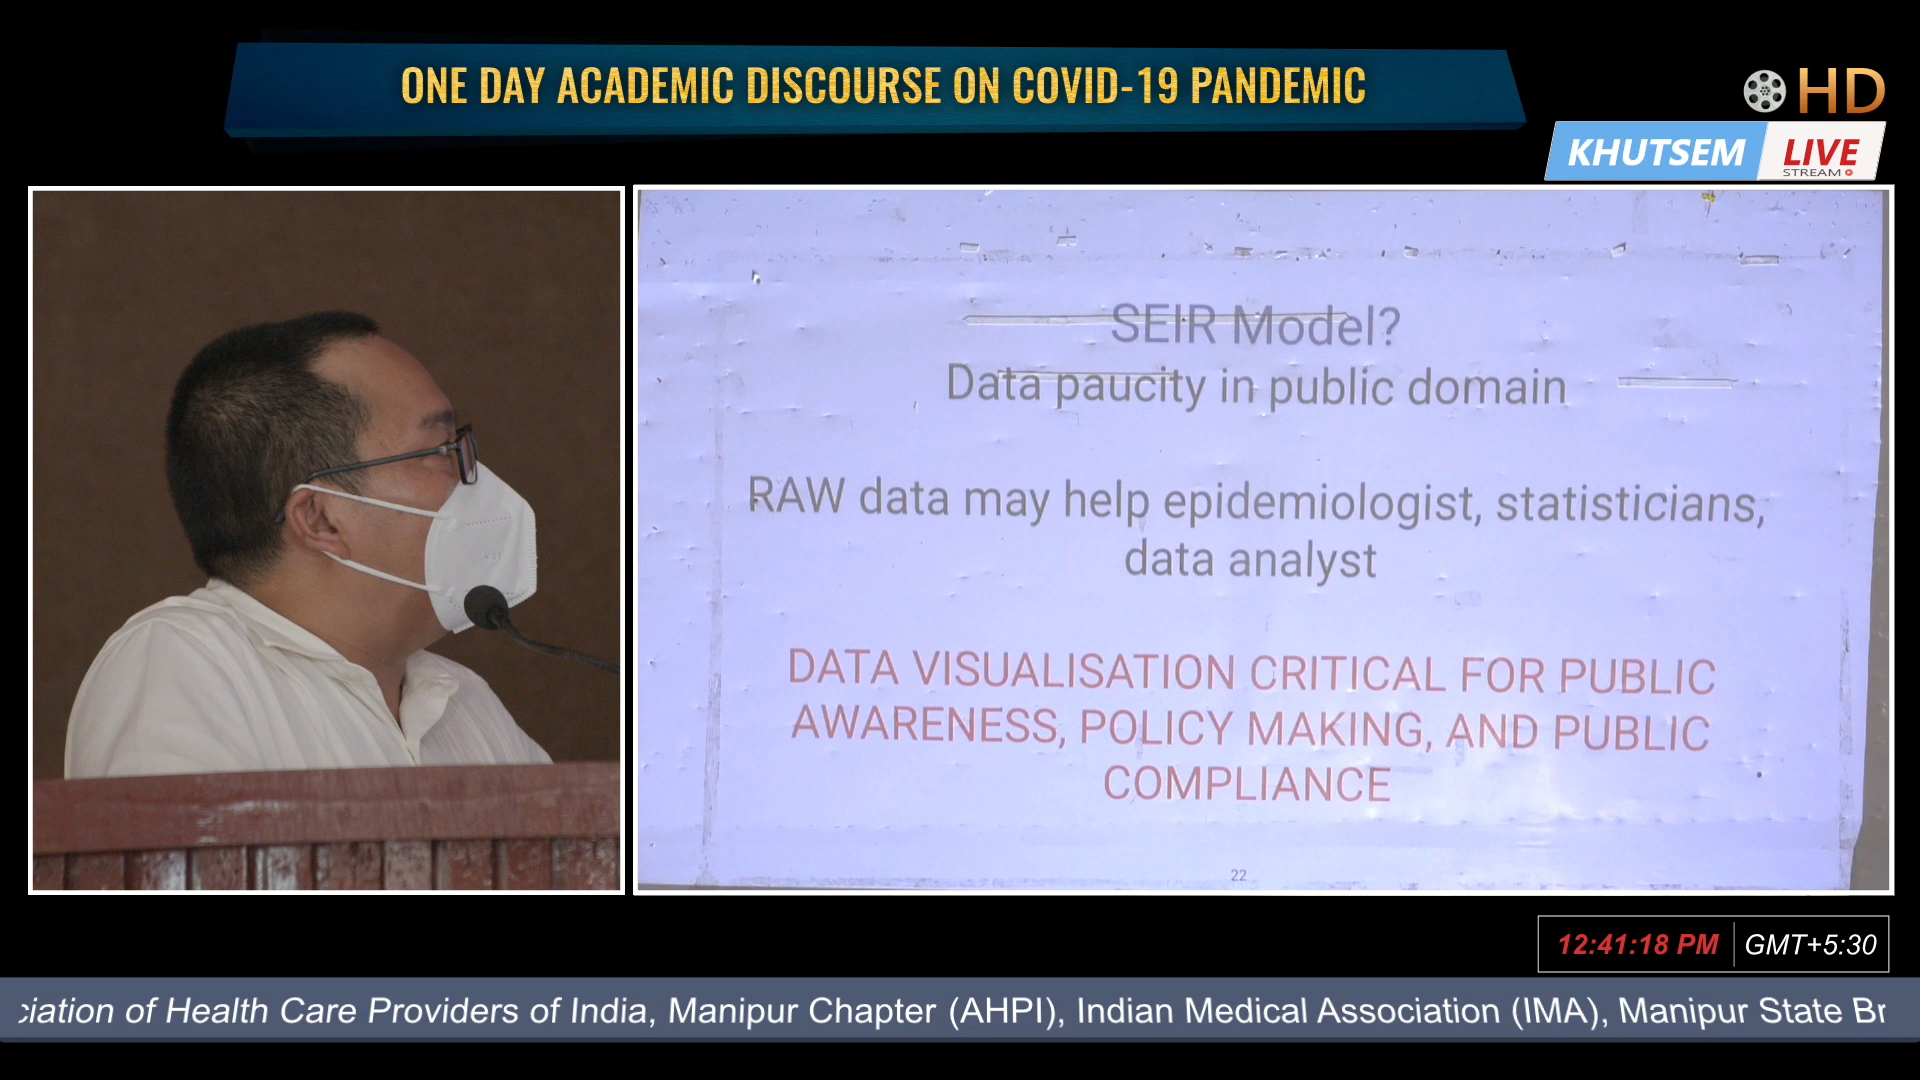 ONE DAY ACADEMIC DISCOURSE ON COVID-19 PANDEMIC
HD
KHUTSEM LIVE
STREAM
SEIR Model?
Data paucity in public domain
RAW data may help epidemiologist, statisticians,
data analyst
DATA VISUALISATION CRITICAL FOR PUBLIC
AWARENESS, POLICY MAKING, AND PUBLIC
COMPLIANCE
22
12:41:18 PM GMT+5:30
ciation of Health Care Providers of India, Manipur Chapter (AHPI), Indian Medical Association (IMA), Manipur State Br